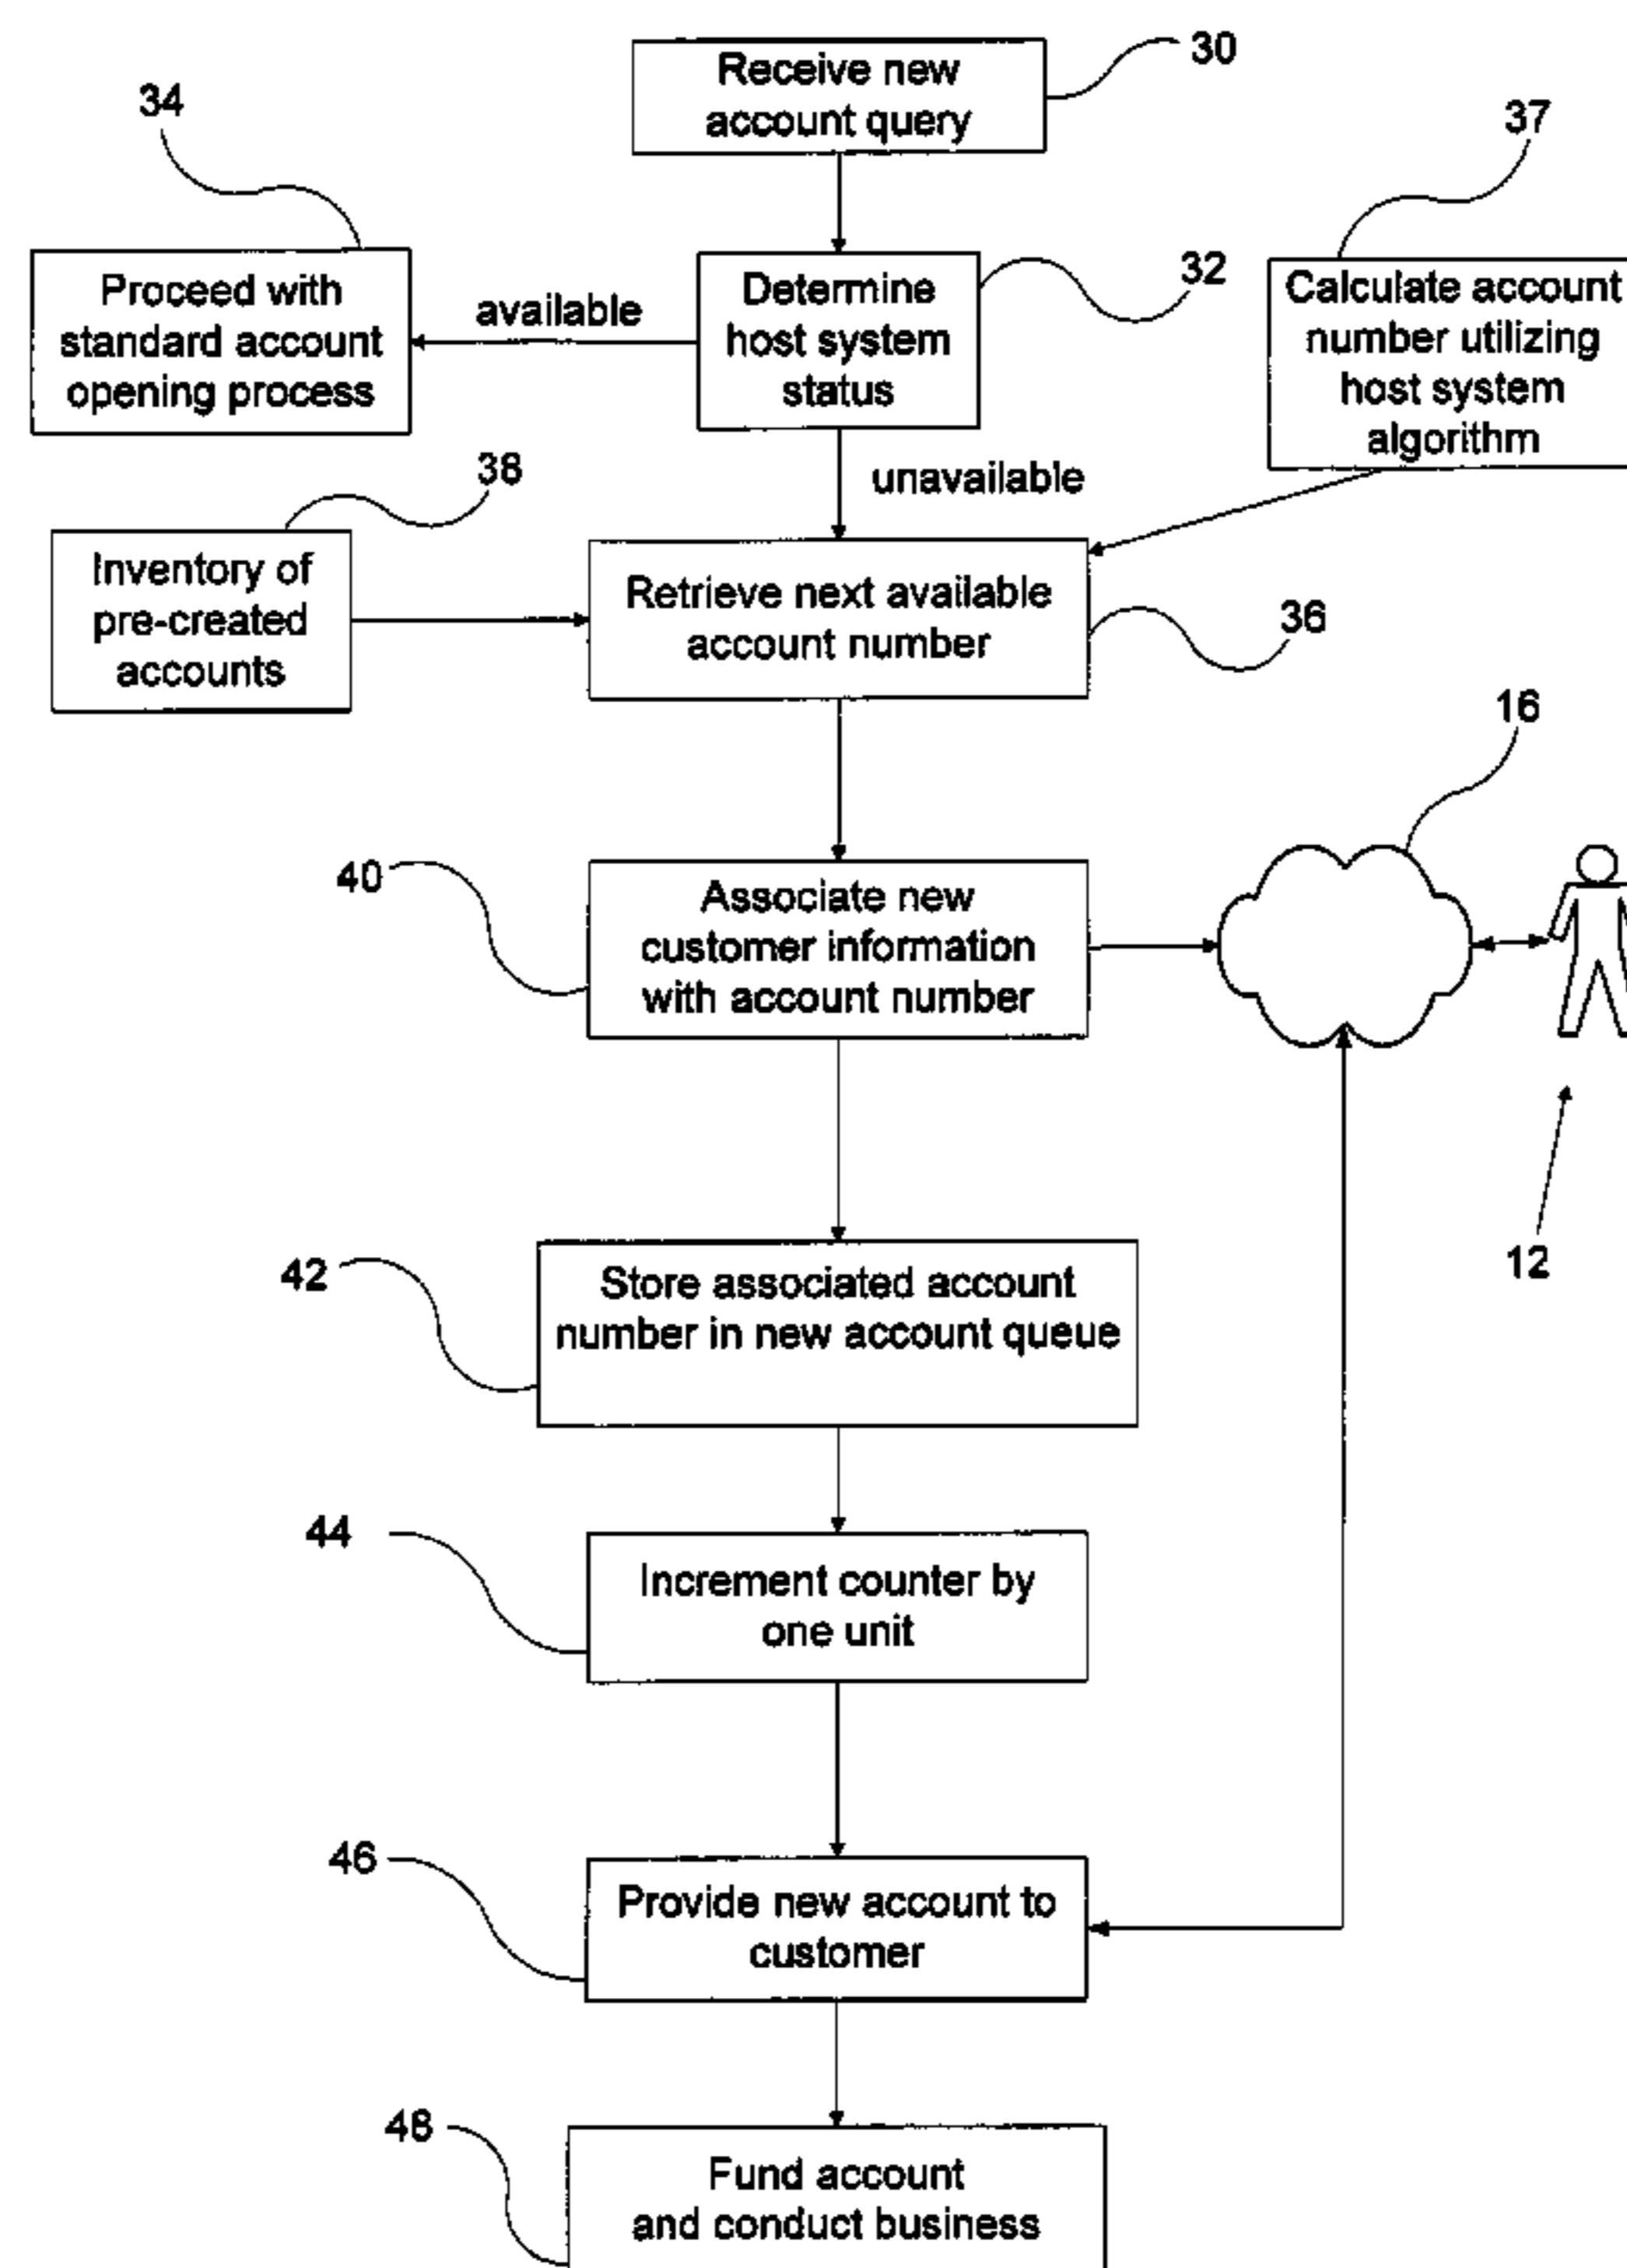 30
Receive new
account query
34
37
Proceed with
standard account
opening process
available
Determine
host system
status
32
Calculate account
number utilizing
host system
algorithm
38
unavailable
Inventory of
pre-created
accounts
Retrieve next available
account number
36
16
40
Associate new
customer information
with account number
12
42
Store associated account
number in new account queue
44
Increment counter by
one unit
46
Provide new account to
customer
48
Fund account
and conduct business